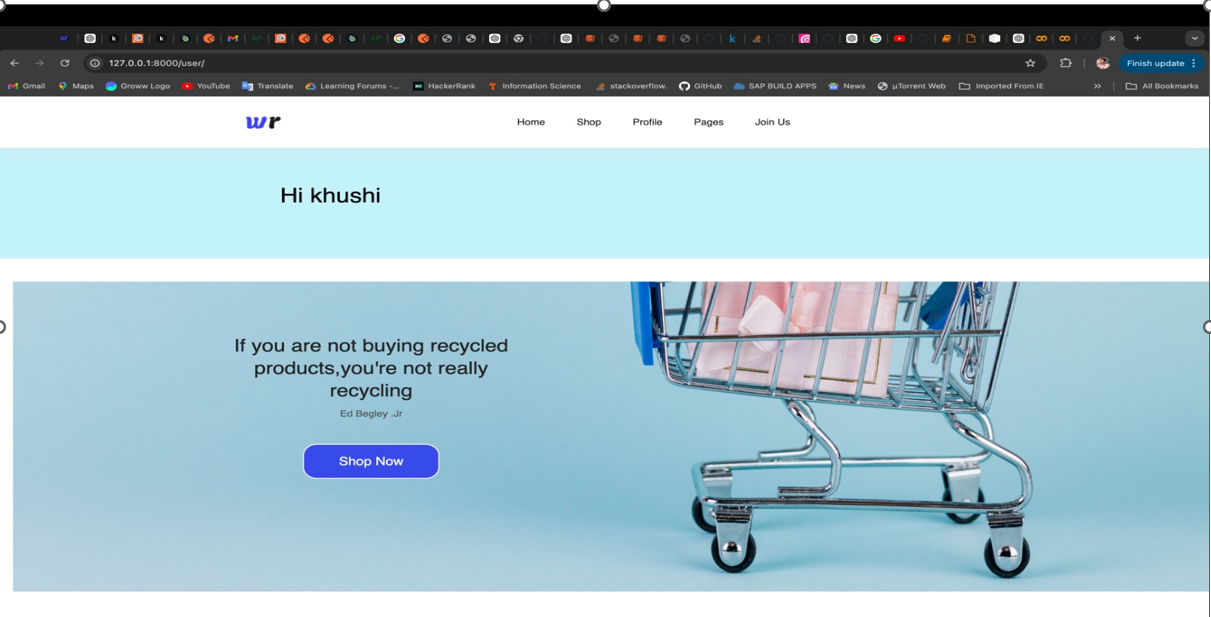 127.0.0.1:8000/user/
Finish update
Gmail
Maps
Groww Logo
YouTube
Translate
Learning Forums -...
HackerRank
Information Science
stackoverflow.
GitHub
SAP BUILD APPS
News
µTorrent Web
Imported From IE
All Bookmarks
wr
Home
Shop
Profile
Pages
Join Us
Hi khushi
If you are not buying recycled
products,you're not really
recycling
Ed Begley .Jr
Shop Now